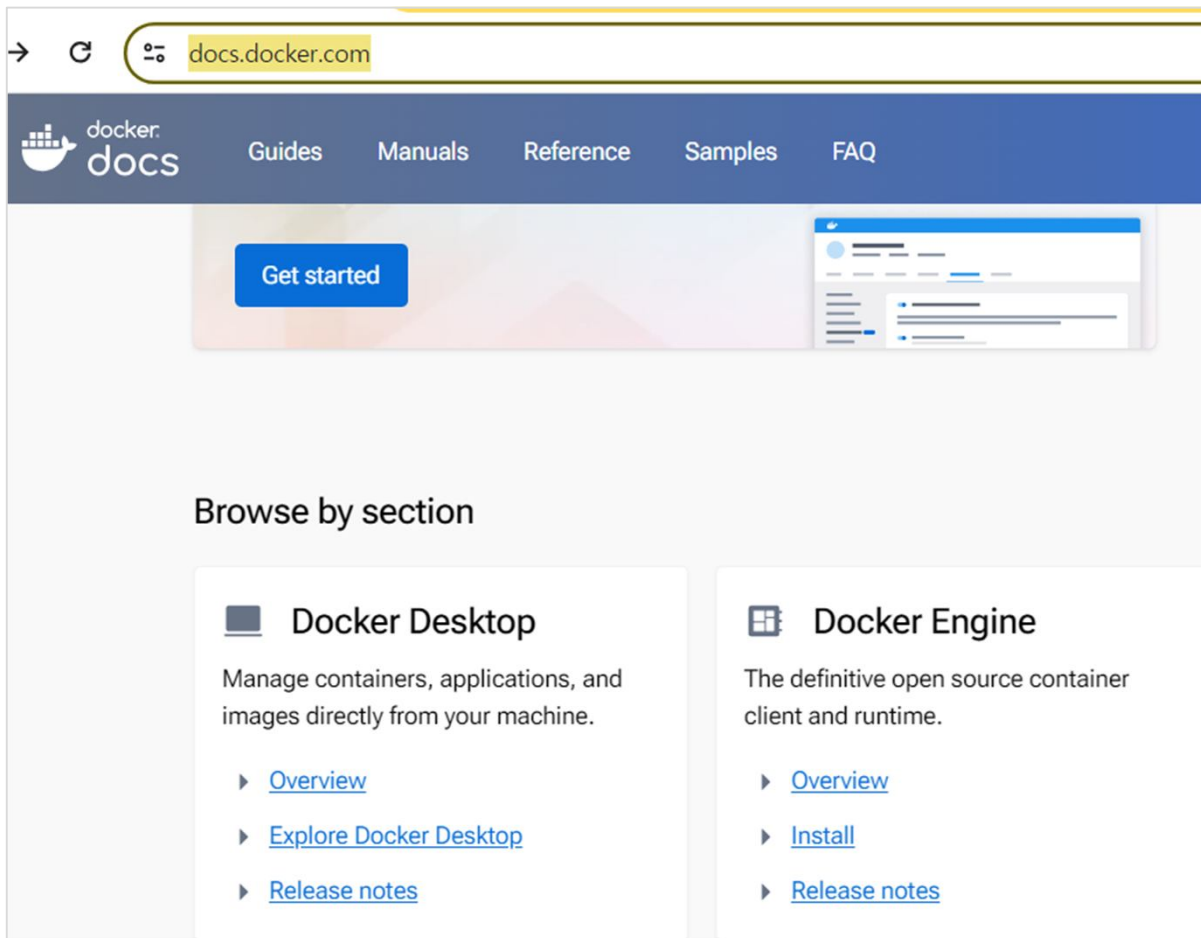 docs.docker.com
docker
docs
Guides Manuals Reference Samples FAQ
Get started
Browse by section
Docker Desktop
Manage containers, applications, and
images directly from your machine.
Overview
Explore Docker Desktop
Release notes
Docker Engine
The definitive open source container
client and runtime.
Overview
Install
Release notes